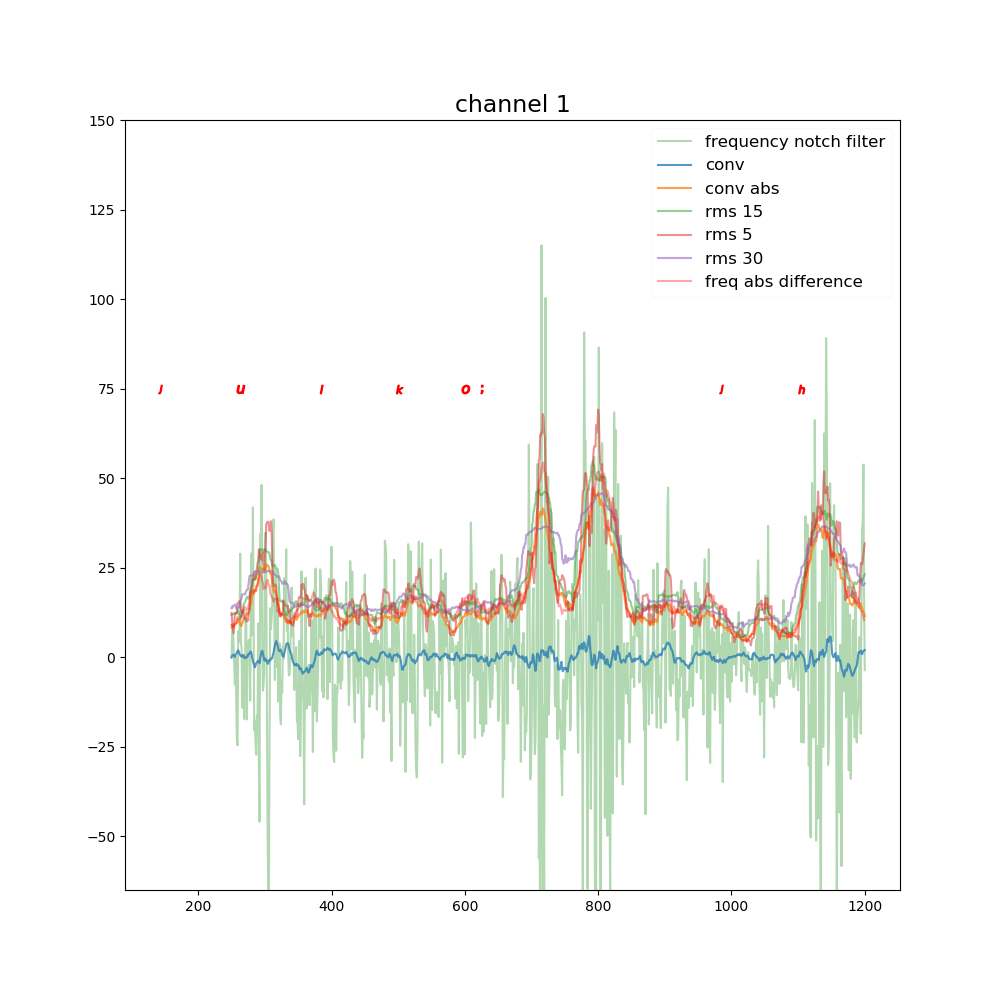 channel 1
150
125
100
75
50
25
0
−25
−50
frequency notch filter
conv
conv abs
rms 15
rms 5
rms 30
freq abs difference
J u l k o ; J h
200 400 600 800 1000 1200